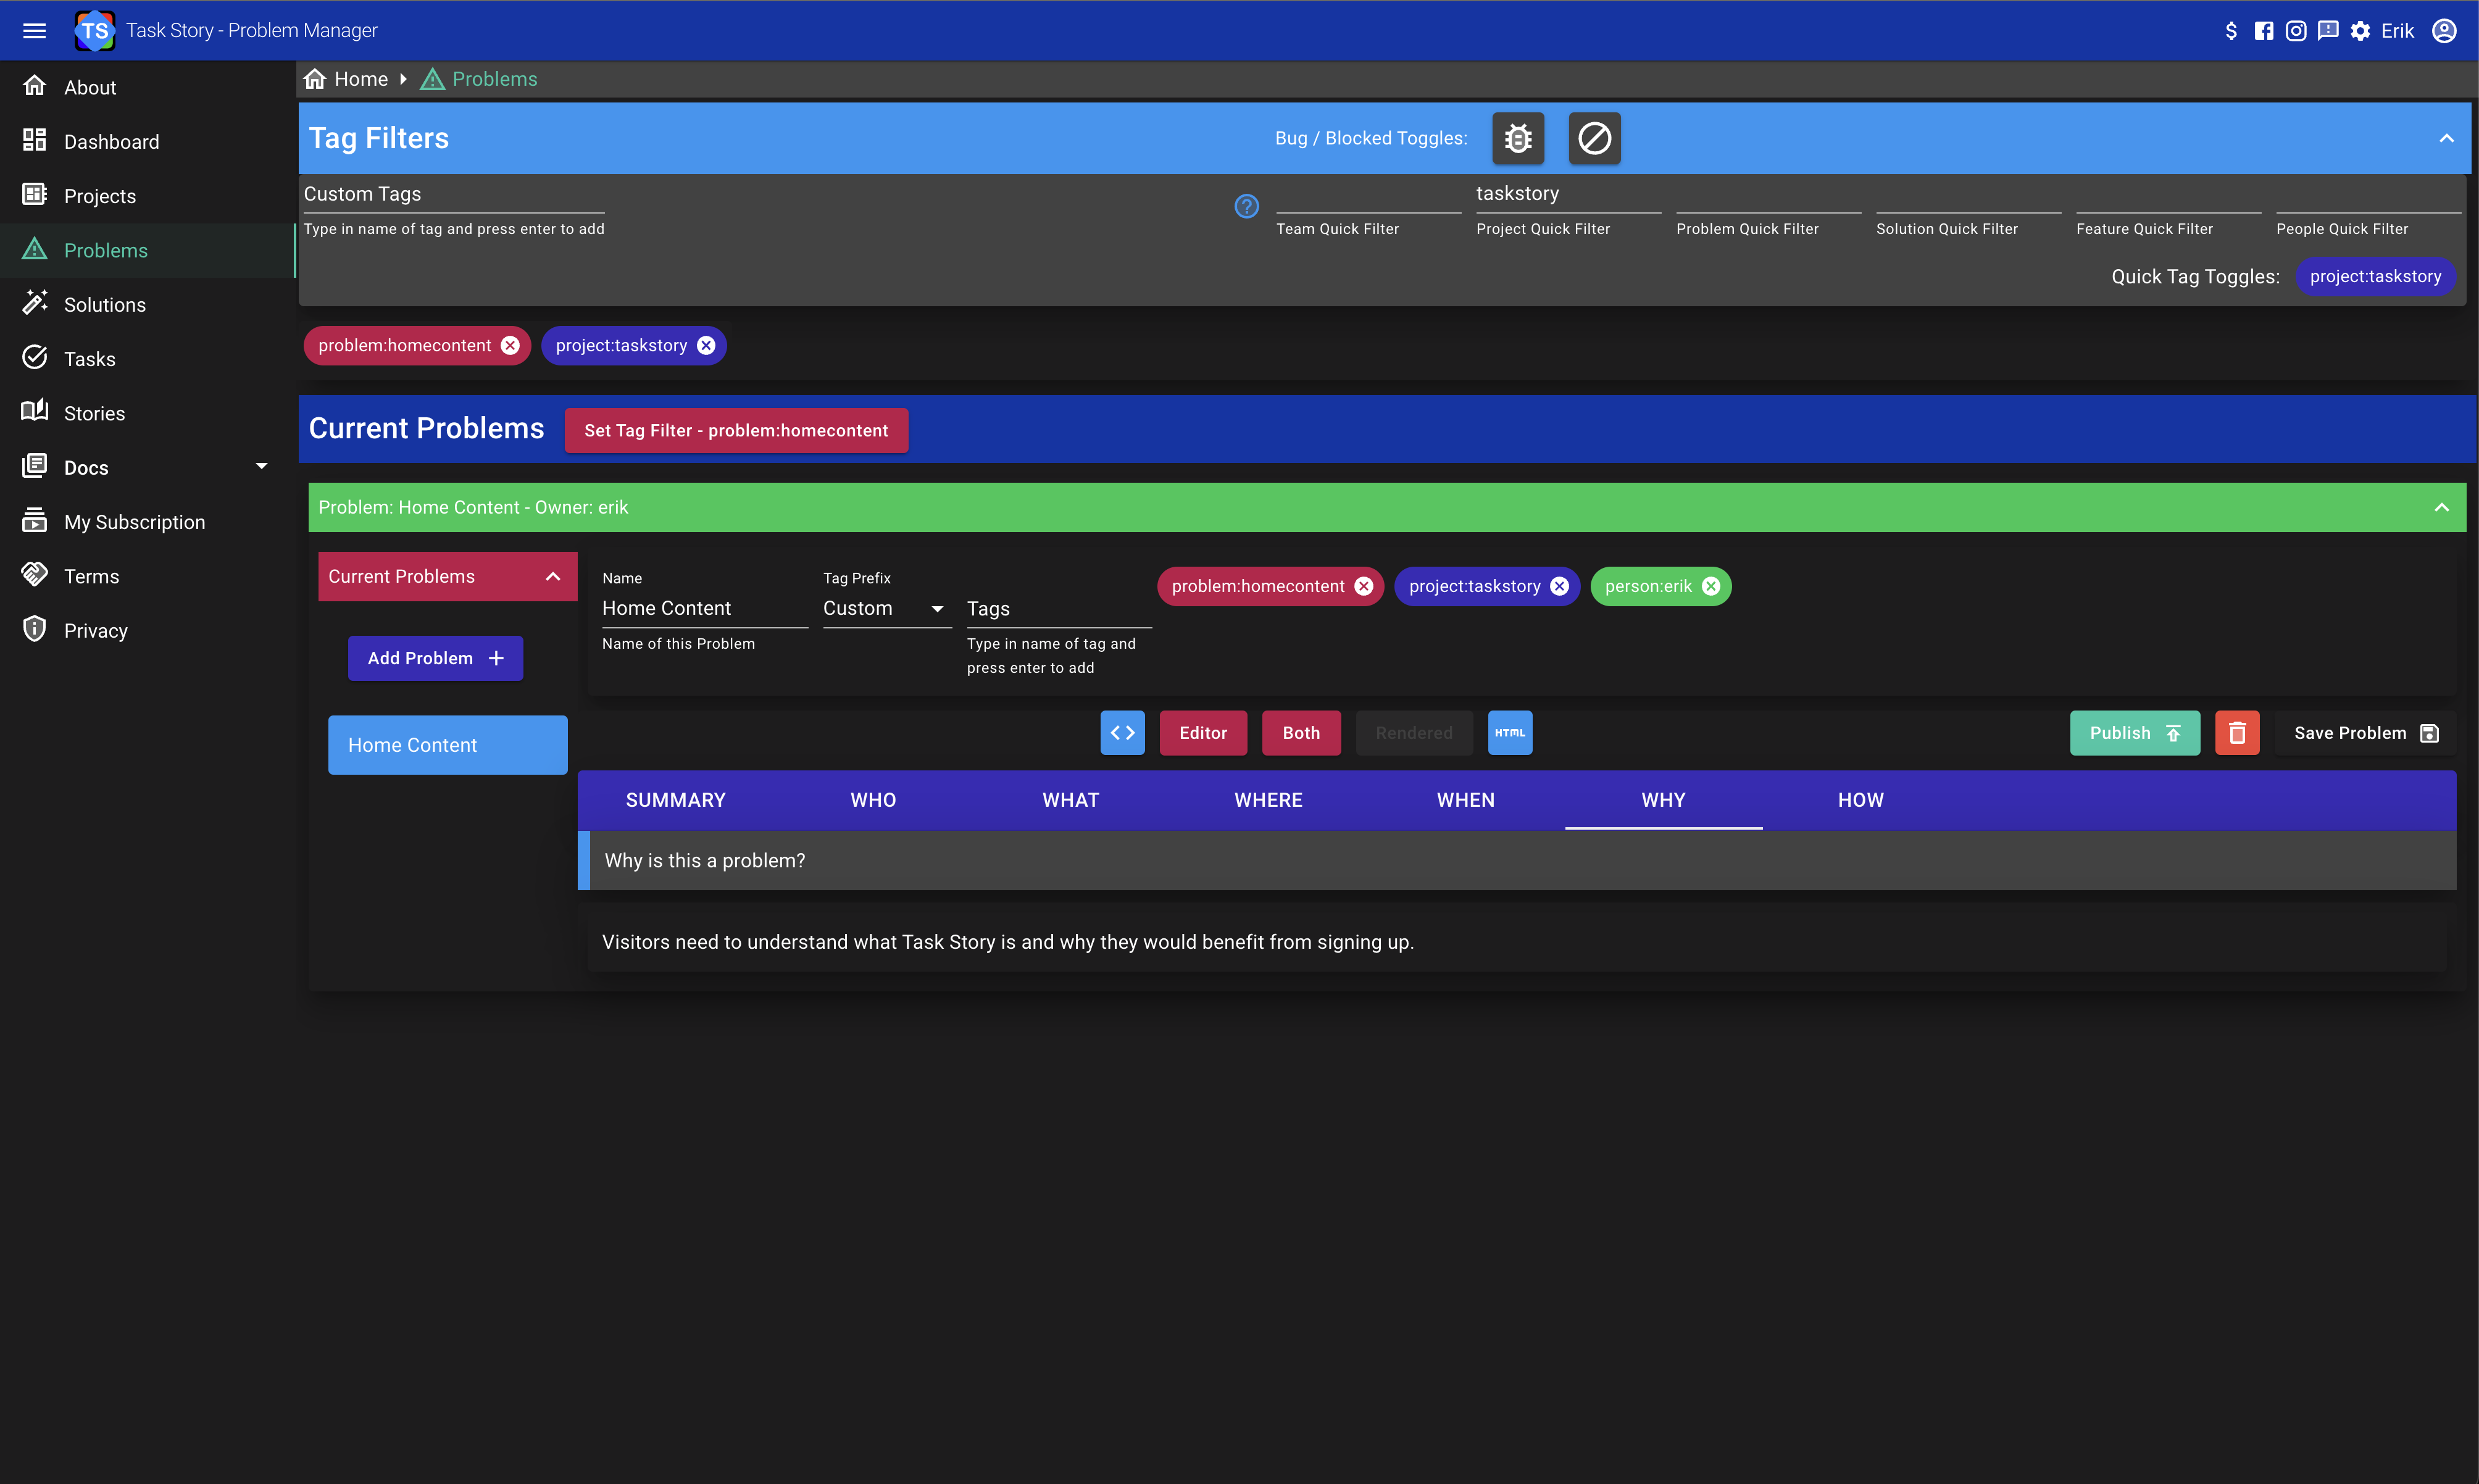 TS Task Story - Problem Manager
Erik
About
Dashboard
Projects
Problems
Solutions
Tasks
Stories
Docs
My Subscription
Terms
Privacy
Home Problems
Tag Filters
Bug / Blocked Toggles:
Custom Tags
Type in name of tag and press enter to add
Team Quick Filter
taskstory
Project Quick Filter
Problem Quick Filter
Solution Quick Filter
Feature Quick Filter
People Quick Filter
Quick Tag Toggles: project:taskstory
problem:homecontent project:taskstory
Current Problems Set Tag Filter - problem:homecontent
Problem: Home Content - Owner: erik
Current Problems
Add Problem
Home Content
Name
Home Content
Name of this Problem
Tag Prefix
Custom
Tags
Type in name of tag and
press enter to add
problem:homecontent project:taskstory person:erik
Editor Both Rendered HTML Publish Save Problem
SUMMARY WHO WHAT WHERE WHEN WHY HOW
Why is this a problem?
Visitors need to understand what Task Story is and why they would benefit from signing up.